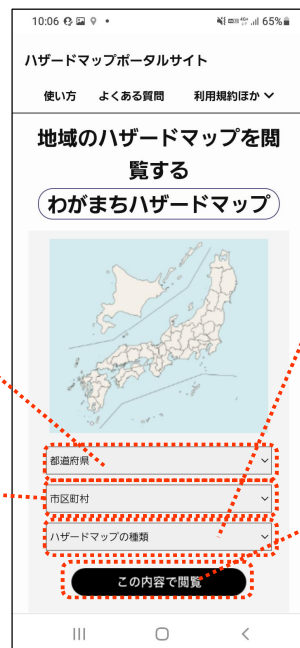 10:06
65%
ハザードマップポータルサイト
使い方 よくある質問 利用規約ほか
地域のハザードマップを閲
覧する
わがまちハザードマップ
都道府県
市区町村
ハザードマップの種類
この内容で閲覧